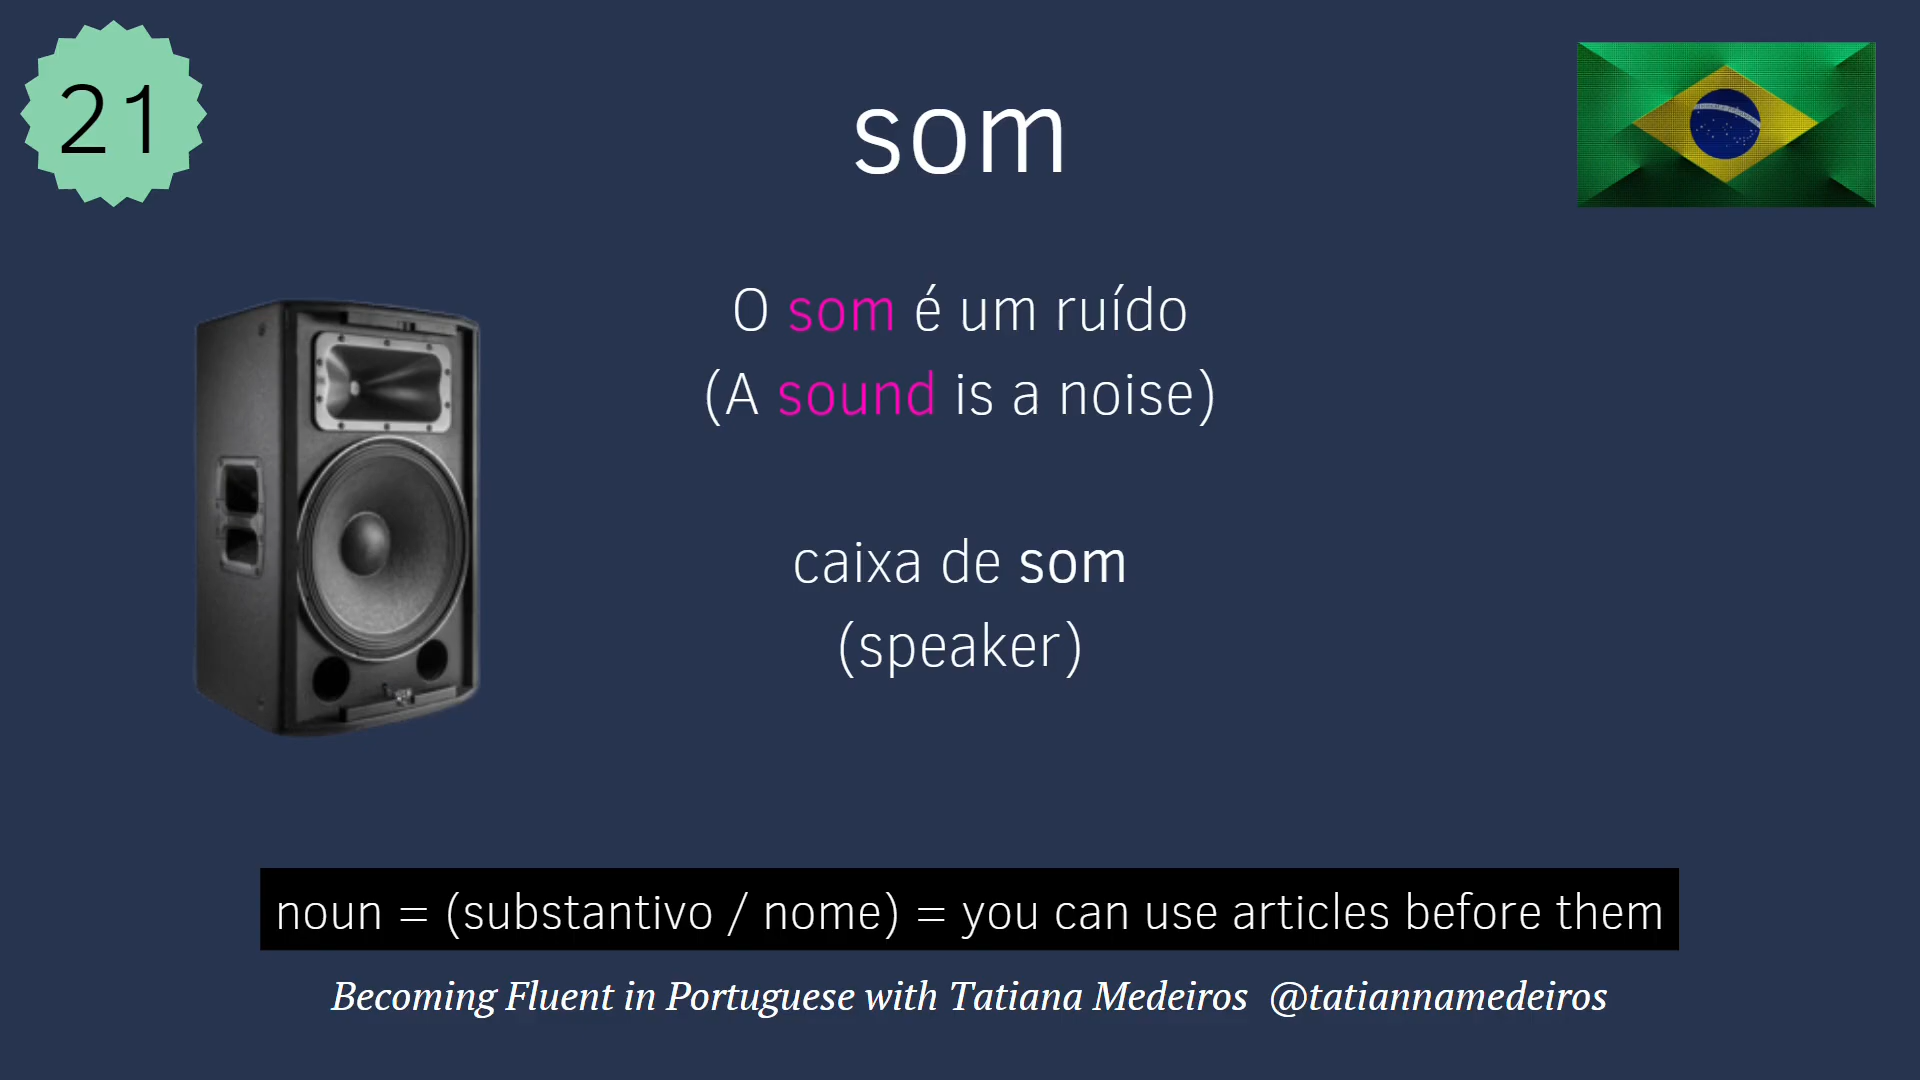 21
som
O som é um ruído
(A sound is a noise)
caixa de som
(speaker)
noun = (substantivo / nome) = you can use articles before them
Becoming Fluent in Portuguese with Tatiana Medeiros @tatiannamedeiros